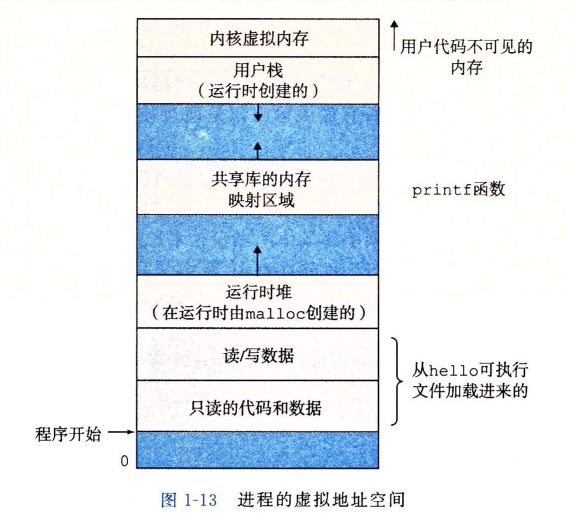 内核虚拟内存
用户代码不可见的
内存
用户栈
（运行时创建的）
共享库的内存
映射区域
printf函数
运行时堆
（在运行时由malloc创建的）
读/写数据
从hello可执行
文件加载进来的
只读的代码和数据
程序开始
0
图 1-13 进程的虚拟地址空间